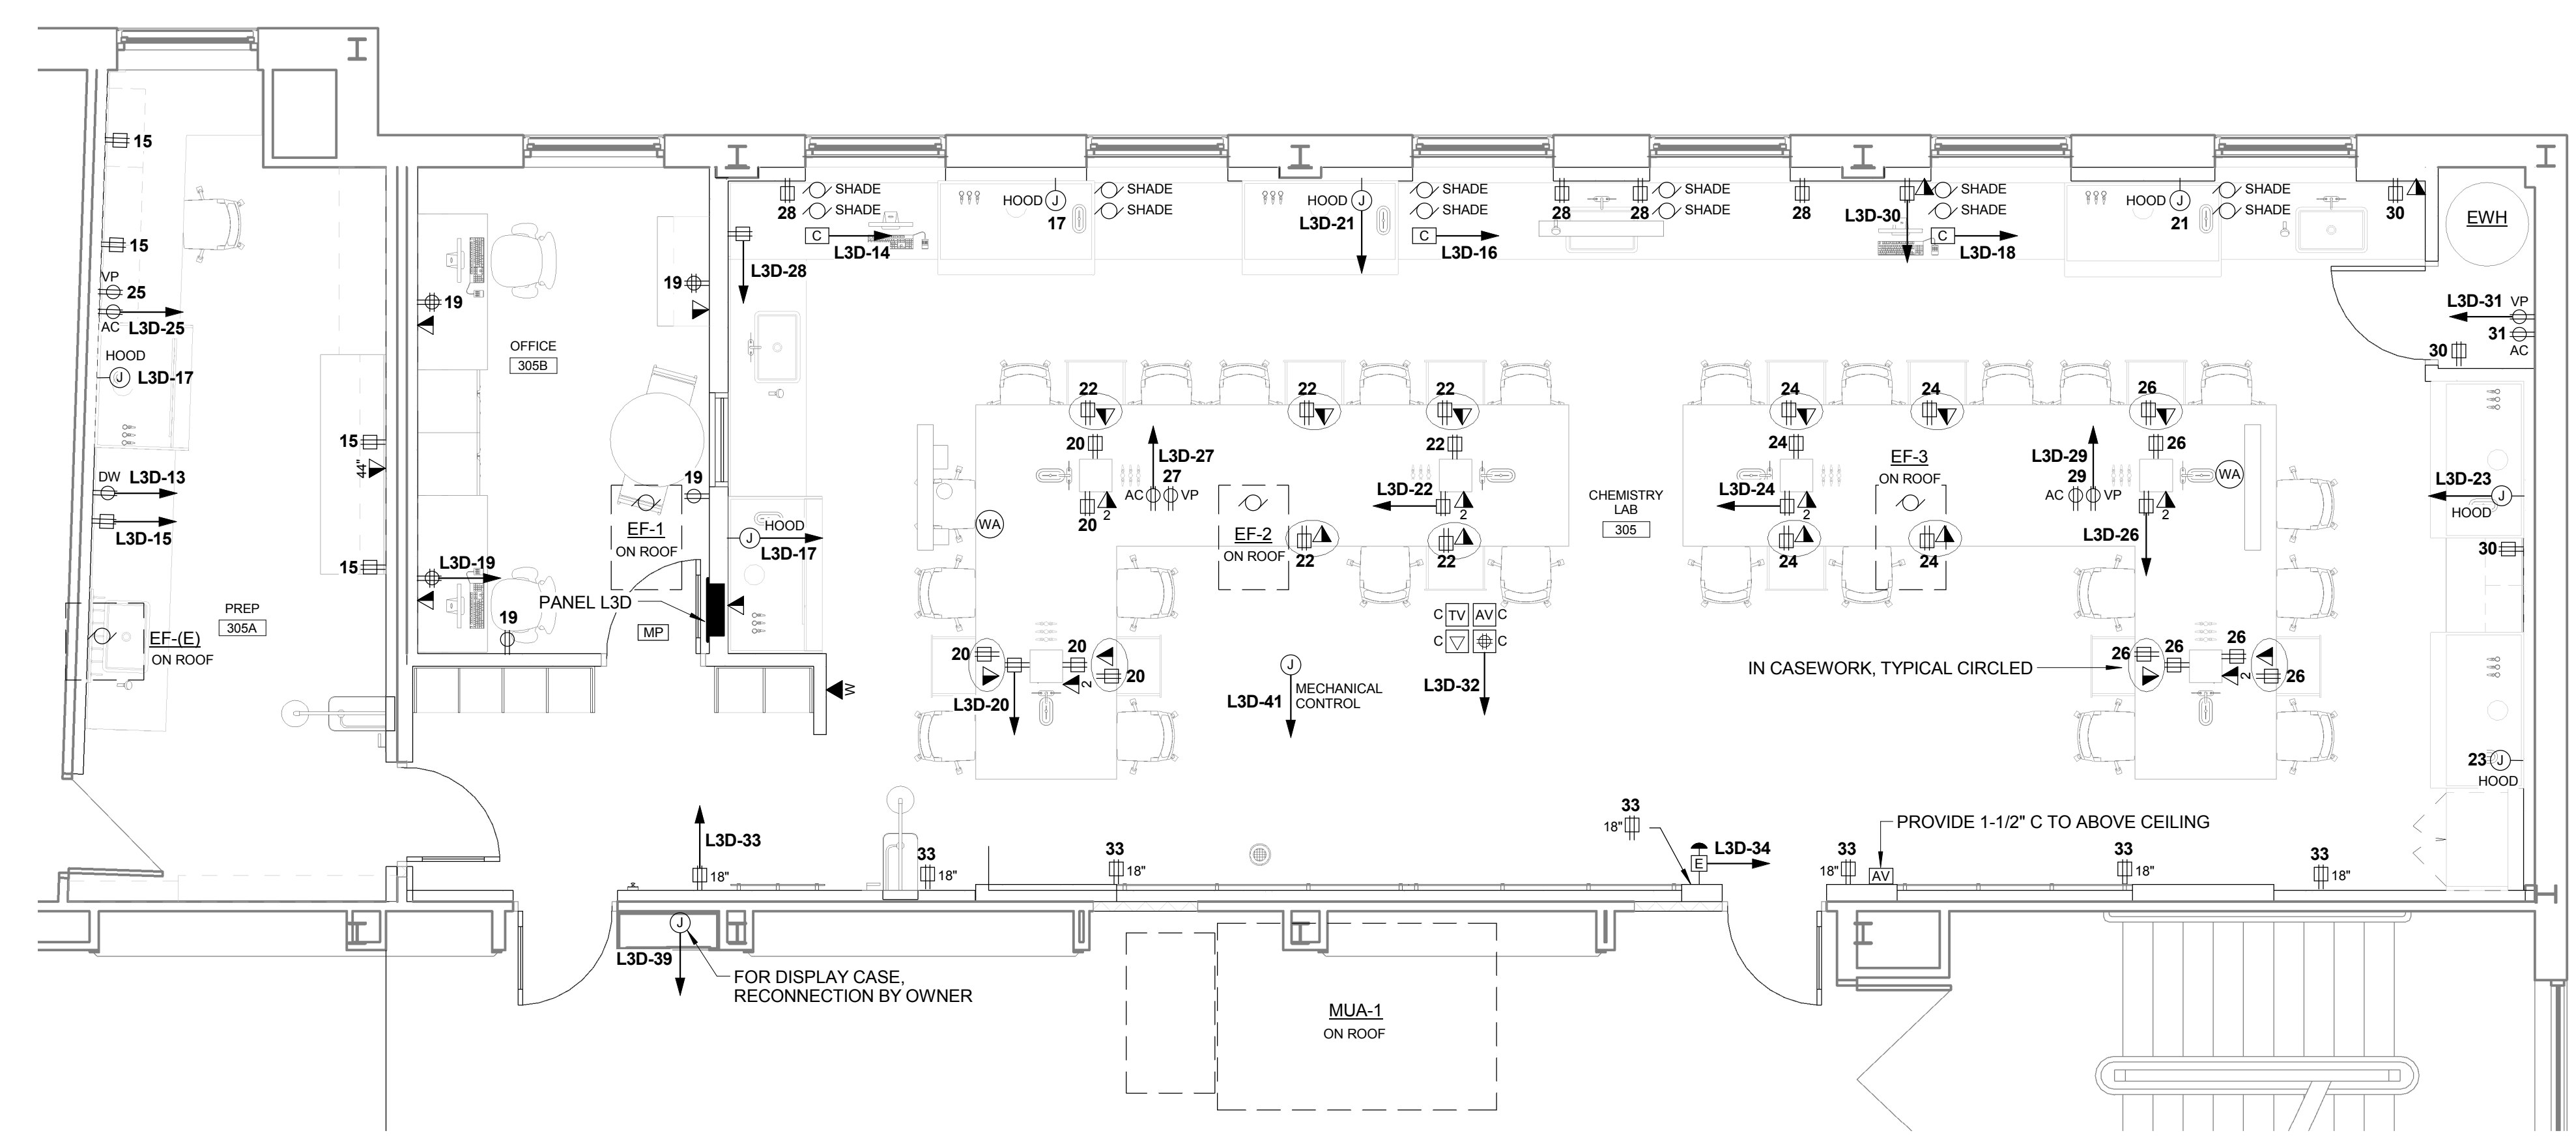 15
15
VP
25
AC L3D-25
HOOD
L3D-17
15
44"
DW L3D-13
L3D-15
15
PREP
305A
EF-(E)
ON ROOF
19
19
OFFICE
305B
19
EF-1
ON ROOF
L3D-19
19
PANEL L3D
MP
28
SHADE
SHADE
C
L3D-14
L3D-28
HOOD
J
17
SHADE
SHADE
HOOD
J
L3D-21
SHADE
SHADE
C
L3D-16
28
28
SHADE
SHADE
28
L3D-30
SHADE
SHADE
C
L3D-18
HOOD
J
21
SHADE
SHADE
30
EWH
L3D-31 VP
31
AC
30
HOOD
J
L3D-17
22
22
22
24
24
26
20
L3D-27
27
AC
VP
20
2
WA
22
L3D-22
2
EF-2
ON ROOF
22
22
CHEMISTRY
LAB
305
24
L3D-24
2
24
EF-3
ON ROOF
24
L3D-29
29
AC
VP
26
WA
2
L3D-26
L3D-23
J
HOOD
30
C TV AV C
C C
L3D-32
20
20
20
2
L3D-20
J
MECHANICAL
CONTROL
L3D-41
IN CASEWORK, TYPICAL CIRCLED
26
26
26
2
W
23 J
HOOD
L3D-33
18"
33
18"
33
18"
33
18"
E
L3D-34
33
18"
AV
PROVIDE 1-1/2" C TO ABOVE CEILING
33
18"
33
18"
J
L3D-39
FOR DISPLAY CASE,
RECONNECTION BY OWNER
MUA-1
ON ROOF